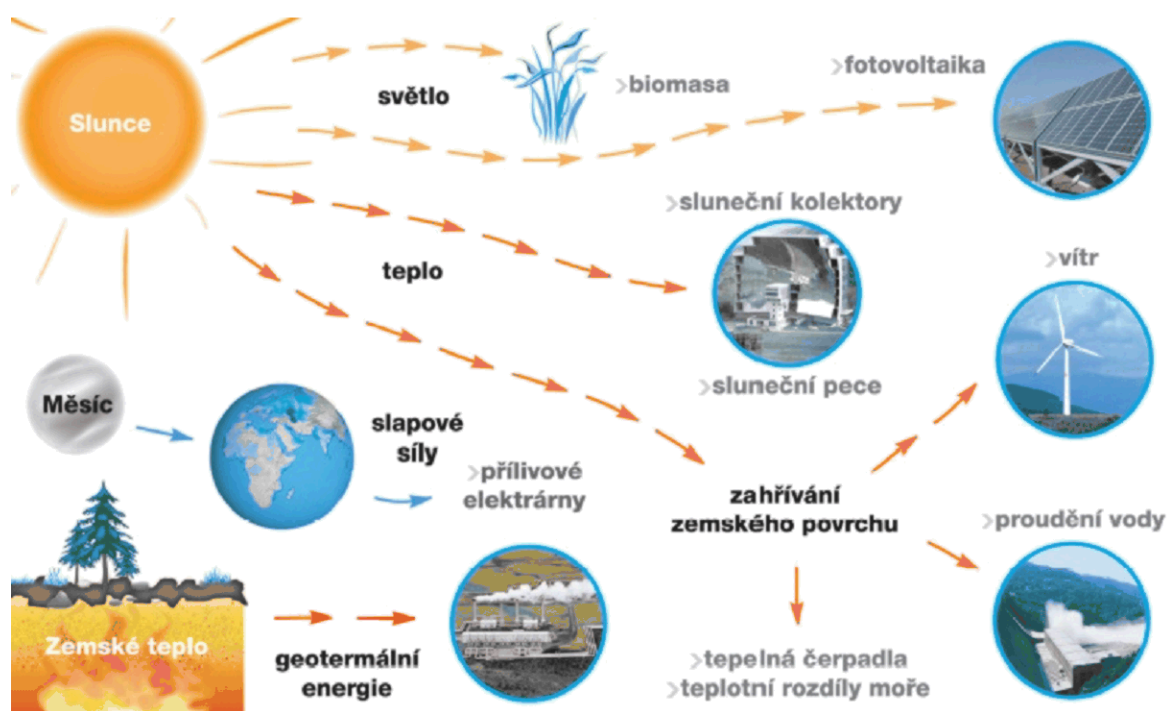 Slunce
světlo
>biomasa
>fotovoltaika
>sluneční kolektory
teplo
>vítr
>sluneční pece
Měsíc
slapové
síly
>přílivové
elektrárny
zahřívání
zemského povrchu
>proudění vody
Zemské teplo
geotermální
energie
>tepelná čerpadla
>teplotní rozdíly moře